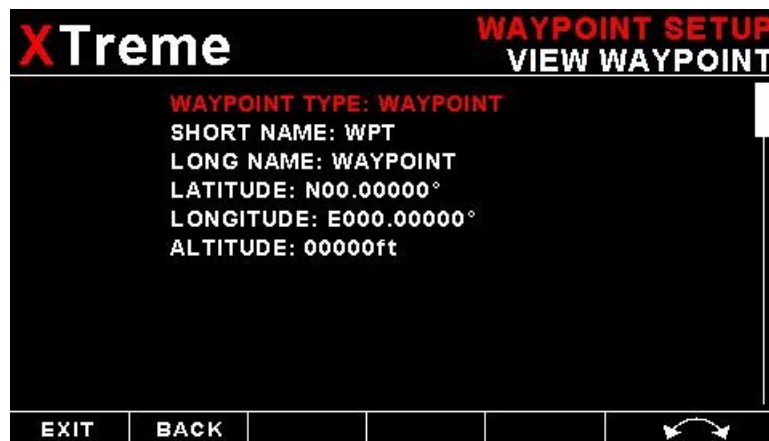 XTreme
WAYPOINT SETUP
VIEW WAYPOINT
WAYPOINT TYPE: WAYPOINT
SHORT NAME: WPT
LONG NAME: WAYPOINT
LATITUDE: N00.00000°
LONGITUDE: E000.00000°
ALTITUDE: 00000ft
EXIT BACK